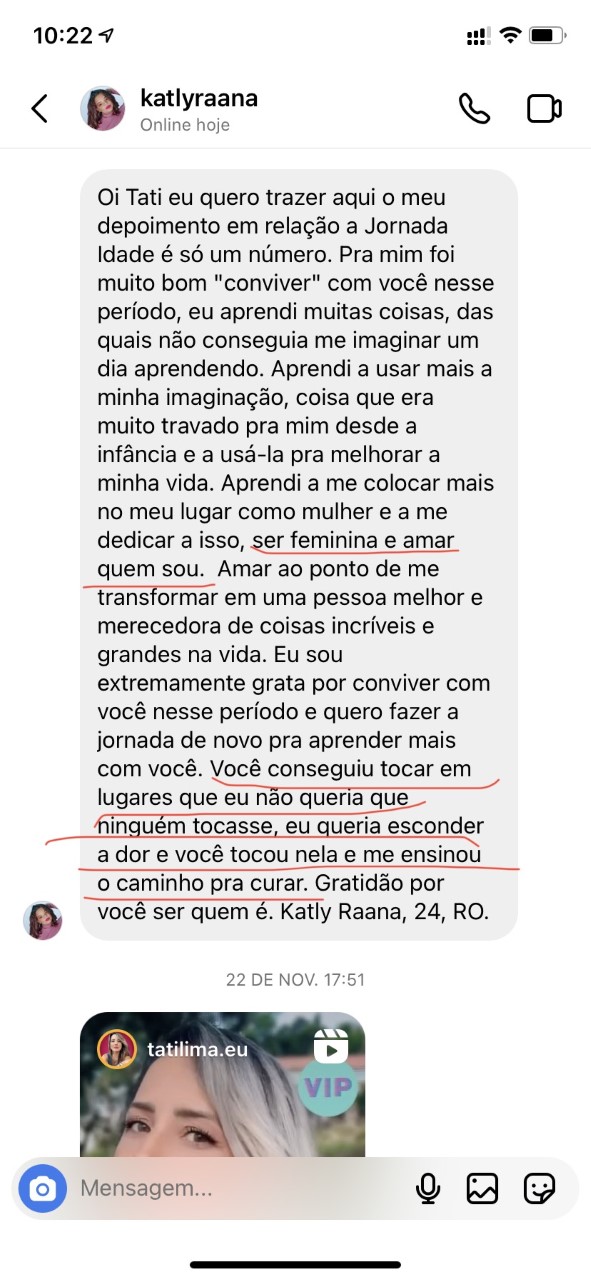 10:22
katlyraana
Online hoje
Oi Tati eu quero trazer aqui o meu
depoimento em relação a Jornada
Idade é só um número. Pra mim foi
muito bom "conviver" com você nesse
período, eu aprendi muitas coisas, das
quais não conseguia me imaginar um
dia aprendendo. Aprendi a usar mais a
minha imaginação, coisa que era
muito travado pra mim desde a
infância e a usá-la pra melhorar a
minha vida. Aprendi a me colocar mais
no meu lugar como mulher e a me
dedicar a isso, ser feminina e amar
quem sou.  Amar ao ponto de me
transformar em uma pessoa melhor e
merecedora de coisas incríveis e
grandes na vida. Eu sou
extremamente grata por conviver com
você nesse período e quero fazer a
jornada de novo pra aprender mais
com você. Você conseguiu tocar em
lugares que eu não queria que
ninguém tocasse, eu queria esconder
a dor e você tocou nela e me ensinou
o caminho pra curar. Gratidão por
você ser quem é. Katly Raana, 24, RO.
22 DE NOV. 17:51
tatilima.eu
VIP
Mensagem...